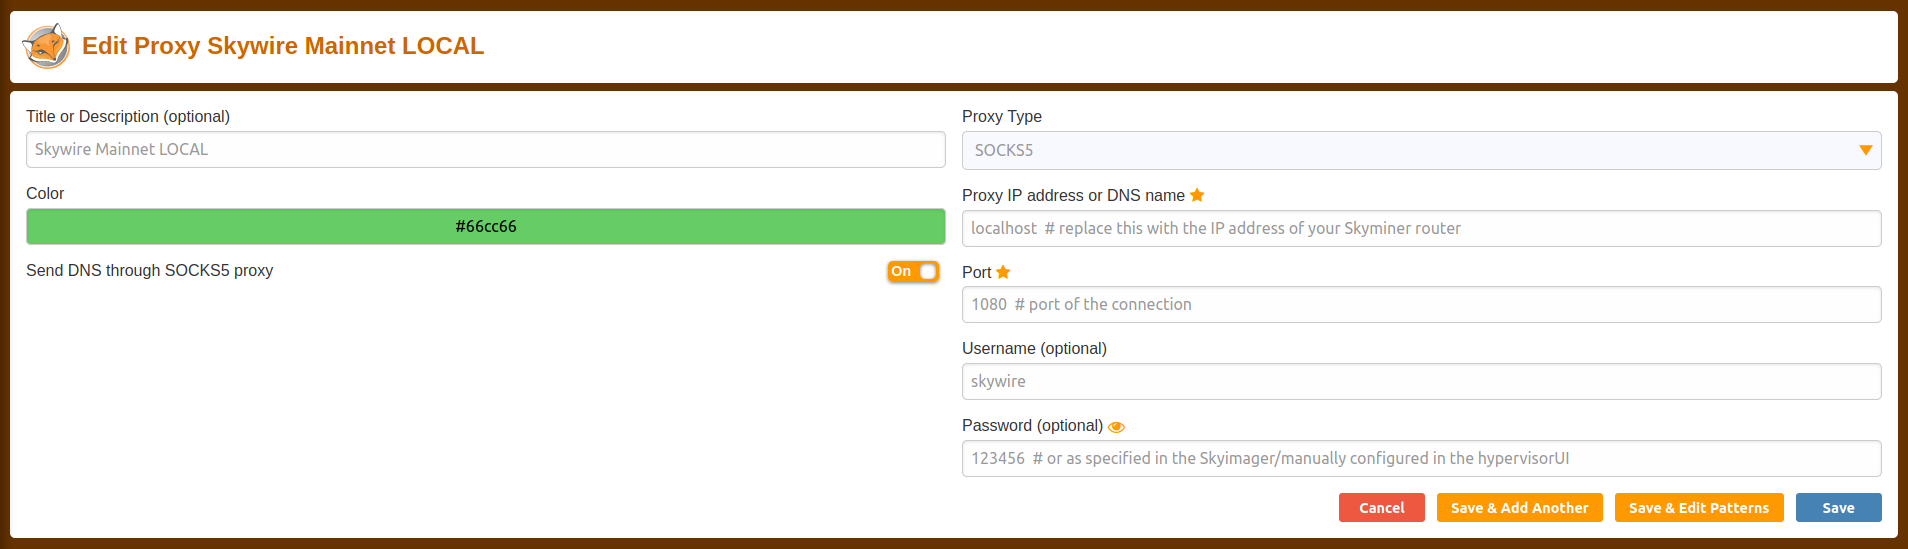 Edit Proxy Skywire Mainnet LOCAL
Title or Description (optional)
Skywire Mainnet LOCAL
Color
#66cc66
Send DNS through SOCKS5 proxy
On
Proxy Type
SOCKS5
Proxy IP address or DNS name
localhost  # replace this with the IP address of your Skyminer router
Port
1080  # port of the connection
Username (optional)
skywire
Password (optional)
123456  # or as specified in the Skyimager/manually configured in the hypervisorUI
Cancel
Save & Add Another
Save & Edit Patterns
Save